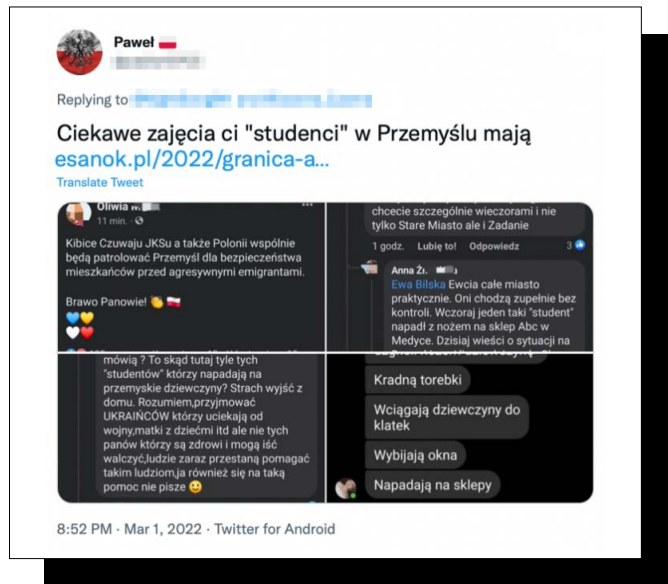 Paweł
Replying to
Ciekawe zajęcia ci "studenci" w Przemyślu mają
esanok.pl/2022/granica-a...
Translate Tweet
Oliwia
11 min.
Kibice Czuwaju JKSu a także Polonii wspólnie
będą patrolować Przemyśl dla bezpieczeństwa
mieszkańców przed agresywnymi emigrantami.
Brawo Panowie!
chcecie szczególnie wieczorami i nie
tylko Stare Miasto ale i Zadanie
1 godz. Lubię to! Odpowiedz 3
Anna
Ewa Bilska Ewcia całe miasto
praktycznie. Oni chodzą zupełnie bez
kontroli. Wczoraj jeden taki "student"
napadł z nożem na sklep Abc w
Medyce. Dzisiaj wieści o sytuacji na
mówią ? To skąd tutaj tyle tych
"studentów" którzy napadają na
przemyskie dziewczyny? Strach wyjść z
domu. Rozumiem,przyjmować
UKRAIŃCÓW którzy uciekają od
wojny,matki z dziećmi itd ale nie tych
panów którzy są zdrowi i mogą iść
walczyć,ludzie zaraz przestaną pomagać
takim ludziom,ja również się na taką
pomoc nie pisze
Kradną torebki
Wciągają dziewczyny do
klatek
Wybijają okna
Napadają na sklepy
8:52 PM · Mar 1, 2022 · Twitter for Android